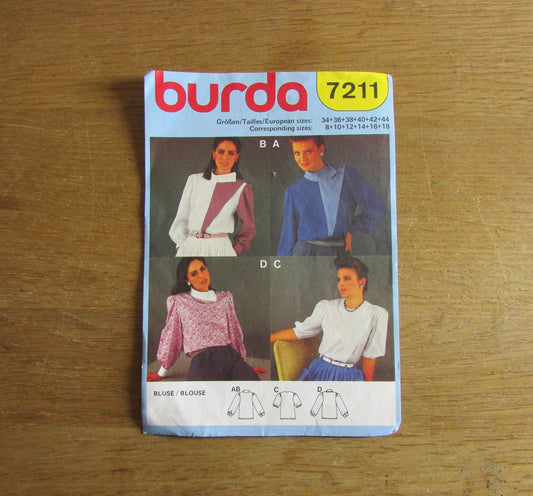 burda
7211
Größen/Tailles/European sizes: 34+36+38+40+42+44
Corresponding sizes: 8+10+12+14+16+18
B A
D C
BLUSE / BLOUSE
AB C D